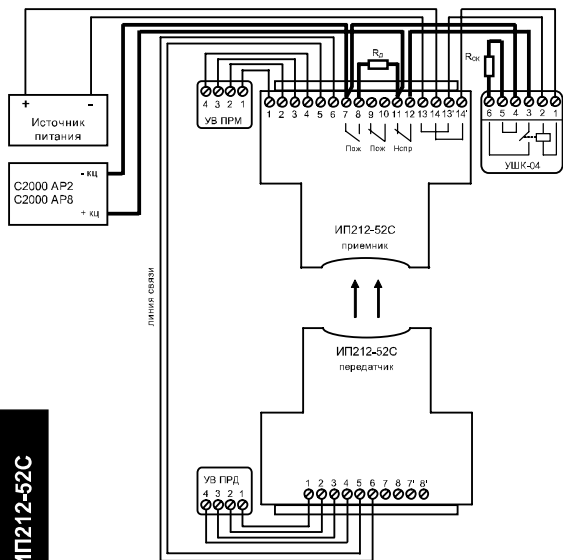 Rд
Rок
4 3 2 1
УВ ПРМ
1 2 3 4 5 6 7 8 9 10 11 12 13 14 13' 14'
Пож Пож Нспр
6 5 4 3 2 1
УШК-04
+ -
Источник
питания
- кц
С2000 АР2
С2000 АР8
+ кц
ИП212-52С
приемник
линия связи
ИП212-52С
передатчик
УВ ПРД
4 3 2 1
1 2 3 4 5 6 7 8 7' 8'
ИП212-52С